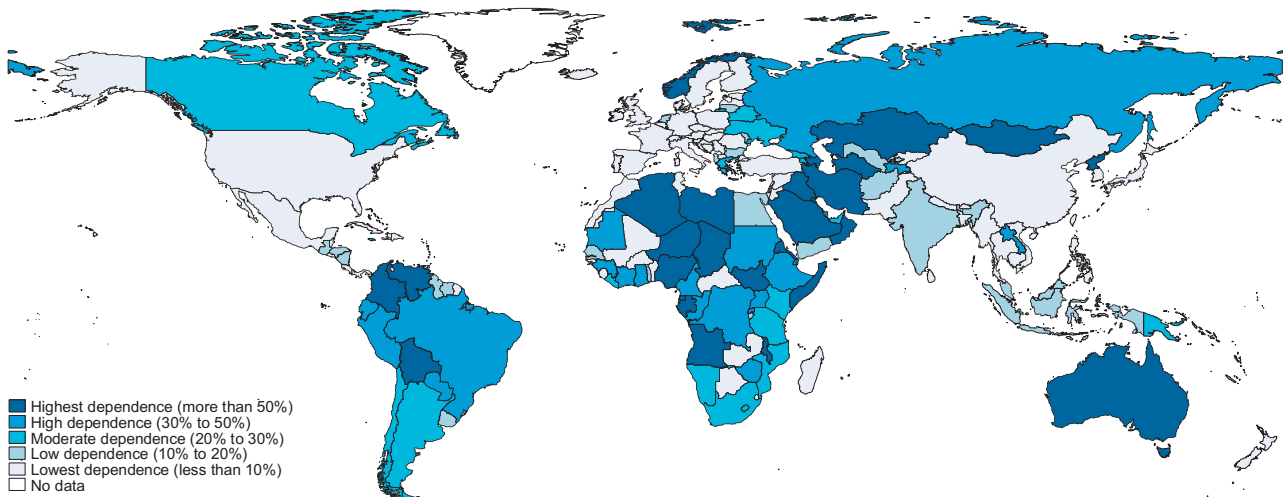 Highest dependence (more than 50%)
High dependence (30% to 50%)
Moderate dependence (20% to 30%)
Low dependence (10% to 20%)
Lowest dependence (less than 10%)
No data